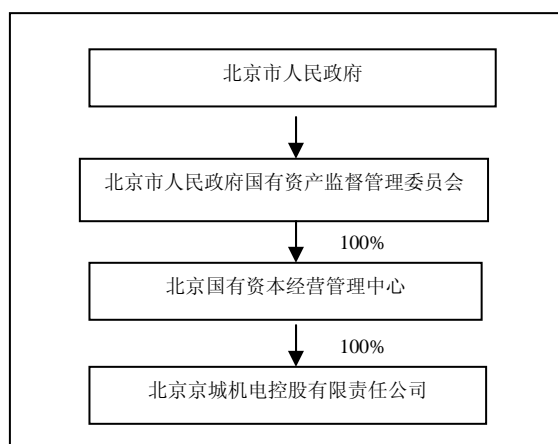 北京市人民政府
北京市人民政府国有资产监督管理委员会
100%
北京国有资本经营管理中心
100%
北京京城机电控股有限责任公司